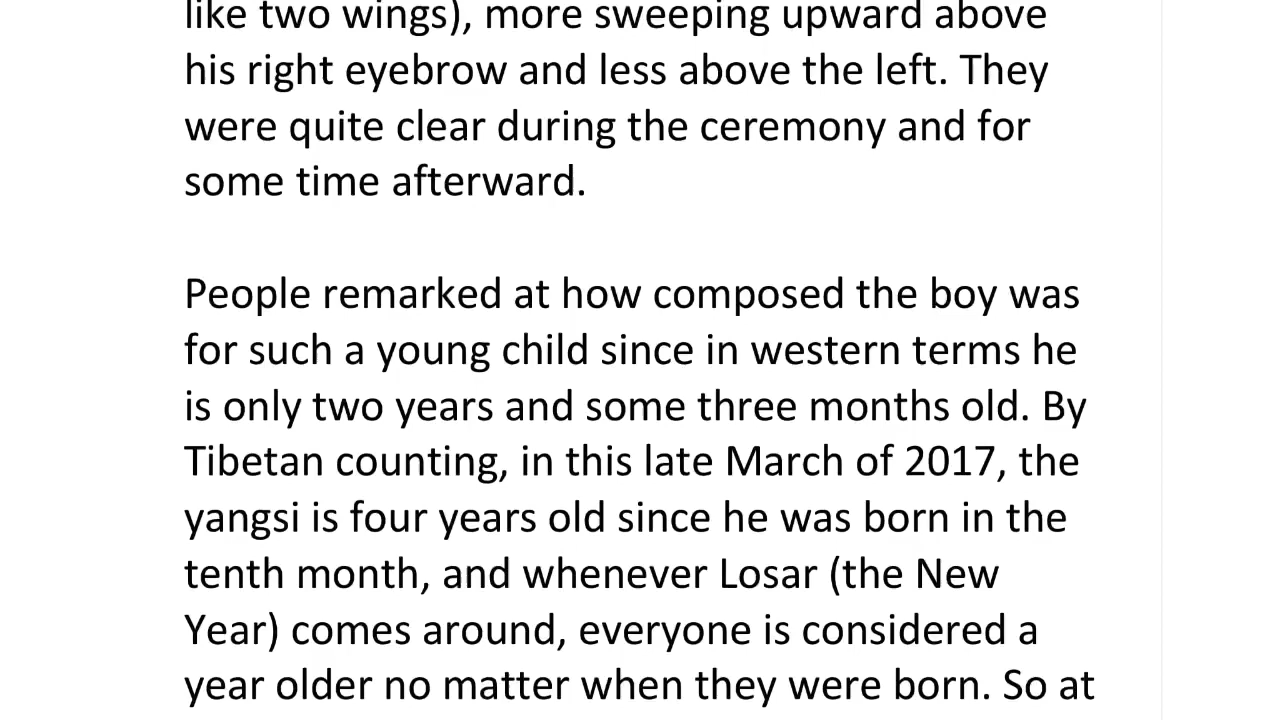 like two wings), more sweeping upward above
his right eyebrow and less above the left. They
were quite clear during the ceremony and for
some time afterward.
People remarked at how composed the boy was
for such a young child since in western terms he
is only two years and some three months old. By
Tibetan counting, in this late March of 2017, the
yangsi is four years old since he was born in the
tenth month, and whenever Losar (the New
Year) comes around, everyone is considered a
year older no matter when they were born. So at